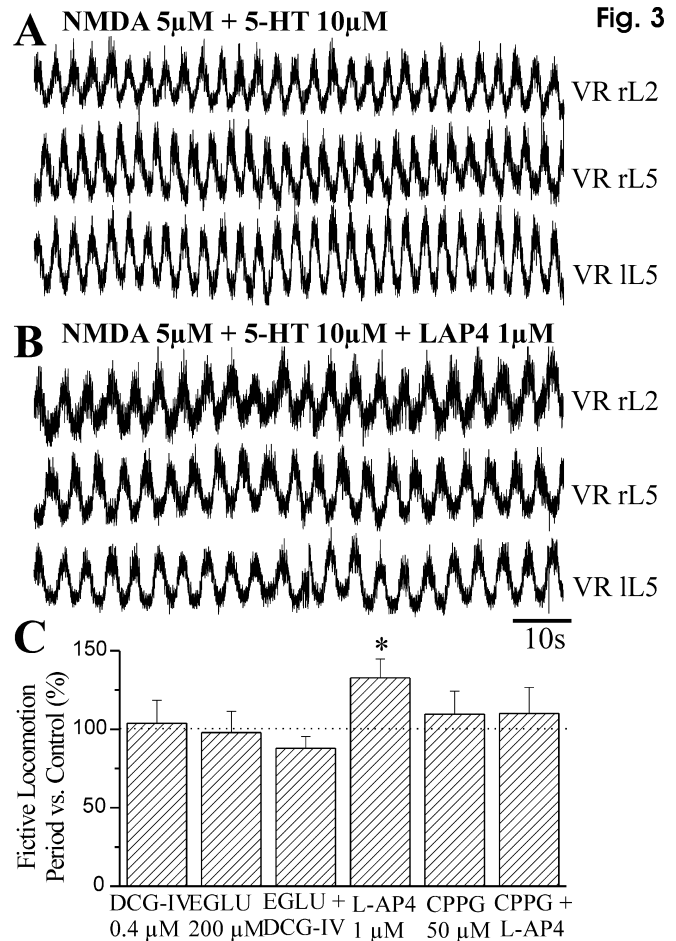 Fig. 3
A NMDA 5µM + 5-HT 10µM
VR rL2
VR rL5
VR lL5
B NMDA 5µM + 5-HT 10µM + LAP4 1µM
VR rL2
VR rL5
VR lL5
10s
C
Fictive Locomotion
Period vs. Control (%)
150
100
50
0
*
DCG-IV EGLU EGLU + L-AP4 CPPG CPPG +
0.4 µM 200 µM DCG-IV 1 µM 50 µM L-AP4